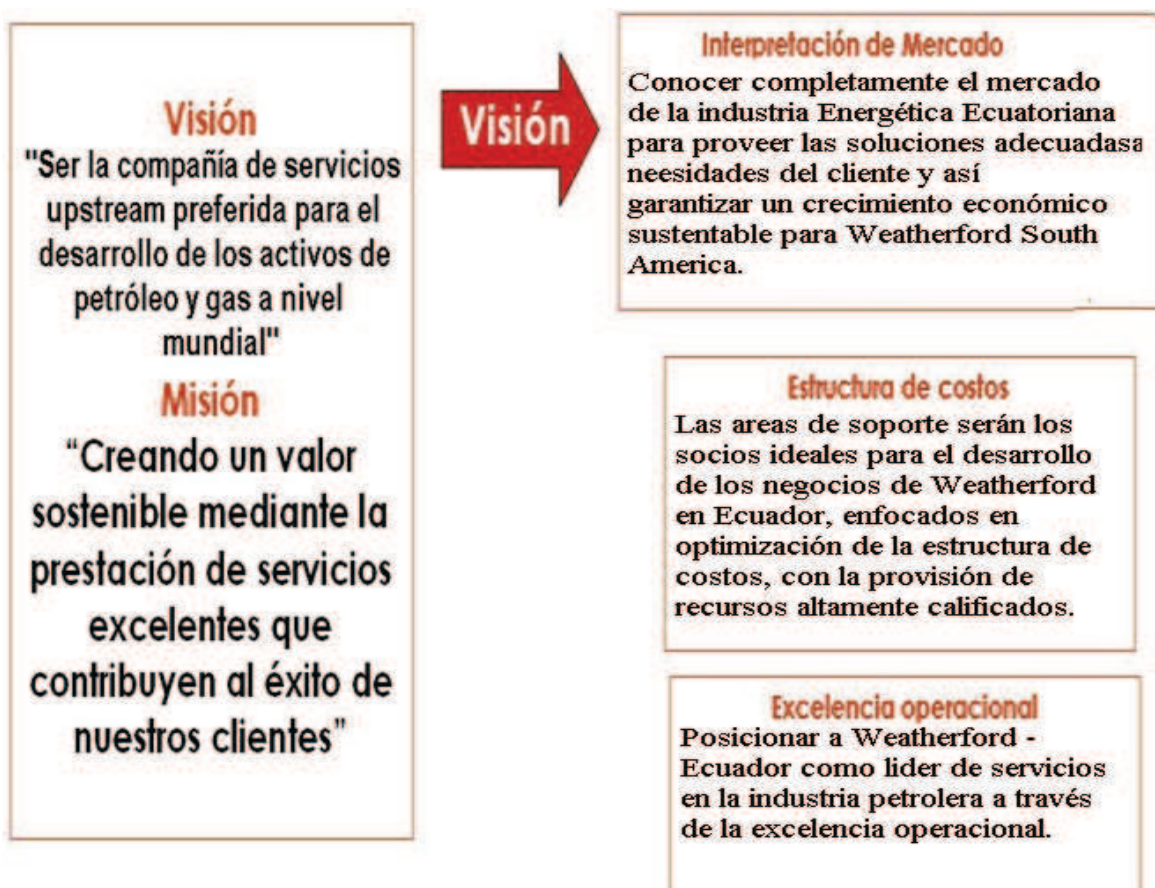 Visión
"Ser la compañía de servicios
upstream preferida para el
desarrollo de los activos de
petróleo y gas a nivel
mundial"
Misión
“Creando un valor
sostenible mediante la
prestación de servicios
excelentes que
contribuyen al éxito de
nuestros clientes”
Visión
Interpretación de Mercado
Conocer completamente el mercado
de la industria Energética Ecuatoriana
para proveer las soluciones adecuadasa
neesidades del cliente y así
garantizar un crecimiento económico
sustentable para Weatherford South
America.
Estructura de costos
Las areas de soporte serán los
socios ideales para el desarrollo
de los negocios de Weatherford
en Ecuador, enfocados en
optimización de la estructura de
costos, con la provisión de
recursos altamente calificados.
Excelencia operacional
Posicionar a Weatherford -
Ecuador como lider de servicios
en la industria petrolera a través
de la excelencia operacional.